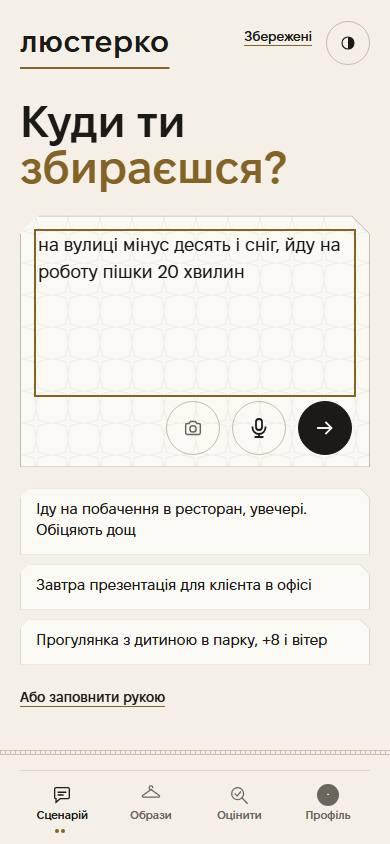 люстерко
Збережені
Куди ти
збираєшся?
на вулиці мінус десять і сніг, йду на
роботу пішки 20 хвилин
Іду на побачення в ресторан, увечері.
Обіцяють дощ
Завтра презентація для клієнта в офісі
Прогулянка з дитиною в парку, +8 і вітер
Або заповнити рукою
Сценарій
Образи
Оцінити
Профіль